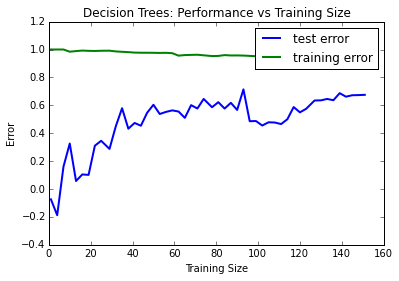 Decision Trees: Performance vs Training Size
1.2
1.0
0.8
0.6
0.4
0.2
0.0
−0.2
−0.4
Error
test error
training error
0 20 40 60 80 100 120 140 160
Training Size